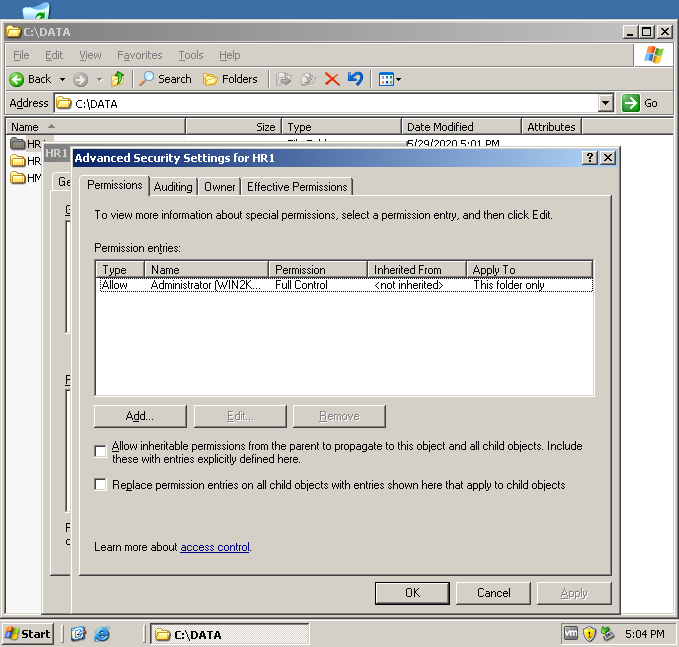 C:\DATA
File Edit View Favorites Tools Help
Back Search Folders
Address C:\DATA Go
Name Size Type Date Modified Attributes
6/29/2020 5:01 PM
HR1
Advanced Security Settings for HR1
Permissions Auditing Owner Effective Permissions
To view more information about special permissions, select a permission entry, and then click Edit.
Permission entries:
Type Name Permission Inherited From Apply To
Allow Administrator (WIN2K... Full Control <not inherited> This folder only
Add... Edit... Remove
Allow inheritable permissions from the parent to propagate to this object and all child objects. Include
these with entries explicitly defined here.
Replace permission entries on all child objects with entries shown here that apply to child objects
Learn more about access control.
OK Cancel Apply
Start C:\DATA vm 5:04 PM